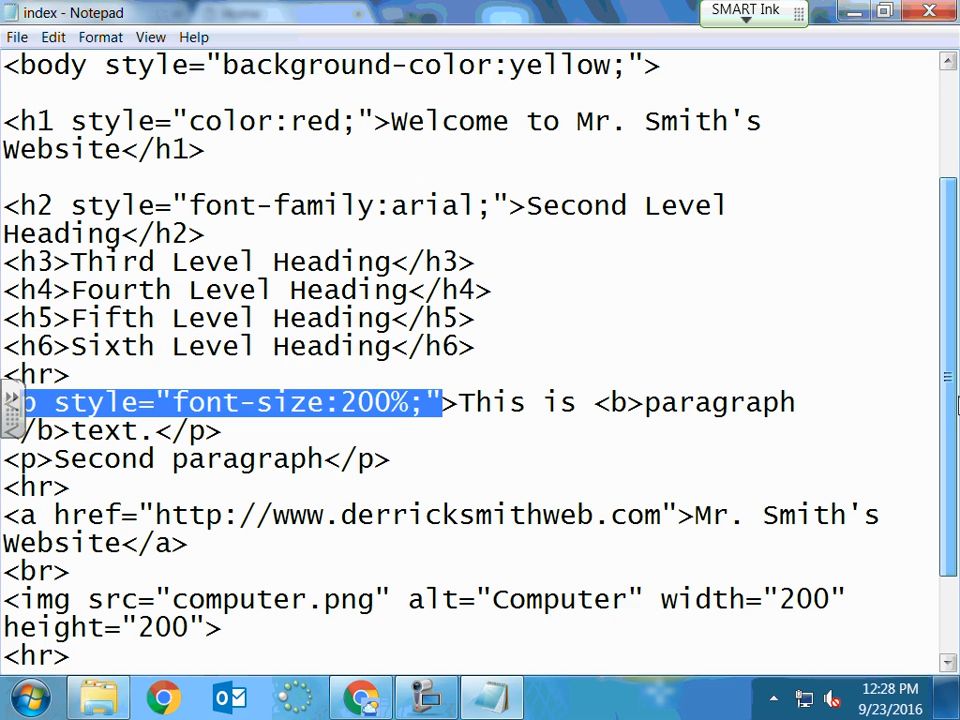 index - Notepad
SMART Ink
File Edit Format View Help
<body style="background-color:yellow;">
<h1 style="color:red;">Welcome to Mr. Smith's
Website</h1>
<h2 style="font-family:arial;">Second Level
Heading</h2>
<h3>Third Level Heading</h3>
<h4>Fourth Level Heading</h4>
<h5>Fifth Level Heading</h5>
<h6>Sixth Level Heading</h6>
<hr>
p style="font-size:200%;">This is <b>paragraph
</b>text.</p>
<p>Second paragraph</p>
<hr>
<a href="http://www.derricksmithweb.com">Mr. Smith's
Website</a>
<br>
<img src="computer.png" alt="Computer" width="200"
height="200">
<hr>
12:28 PM
9/23/2016